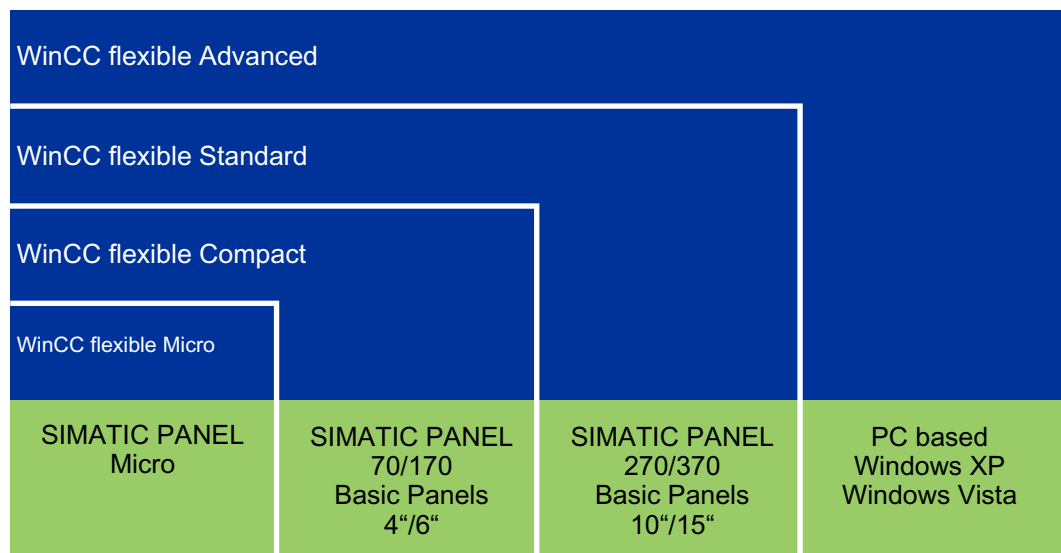 WinCC flexible Advanced
WinCC flexible Standard
WinCC flexible Compact
WinCC flexible Micro
SIMATIC PANEL
Micro
SIMATIC PANEL
70/170
Basic Panels
4“/6“
SIMATIC PANEL
270/370
Basic Panels
10“/15“
PC based
Windows XP
Windows Vista